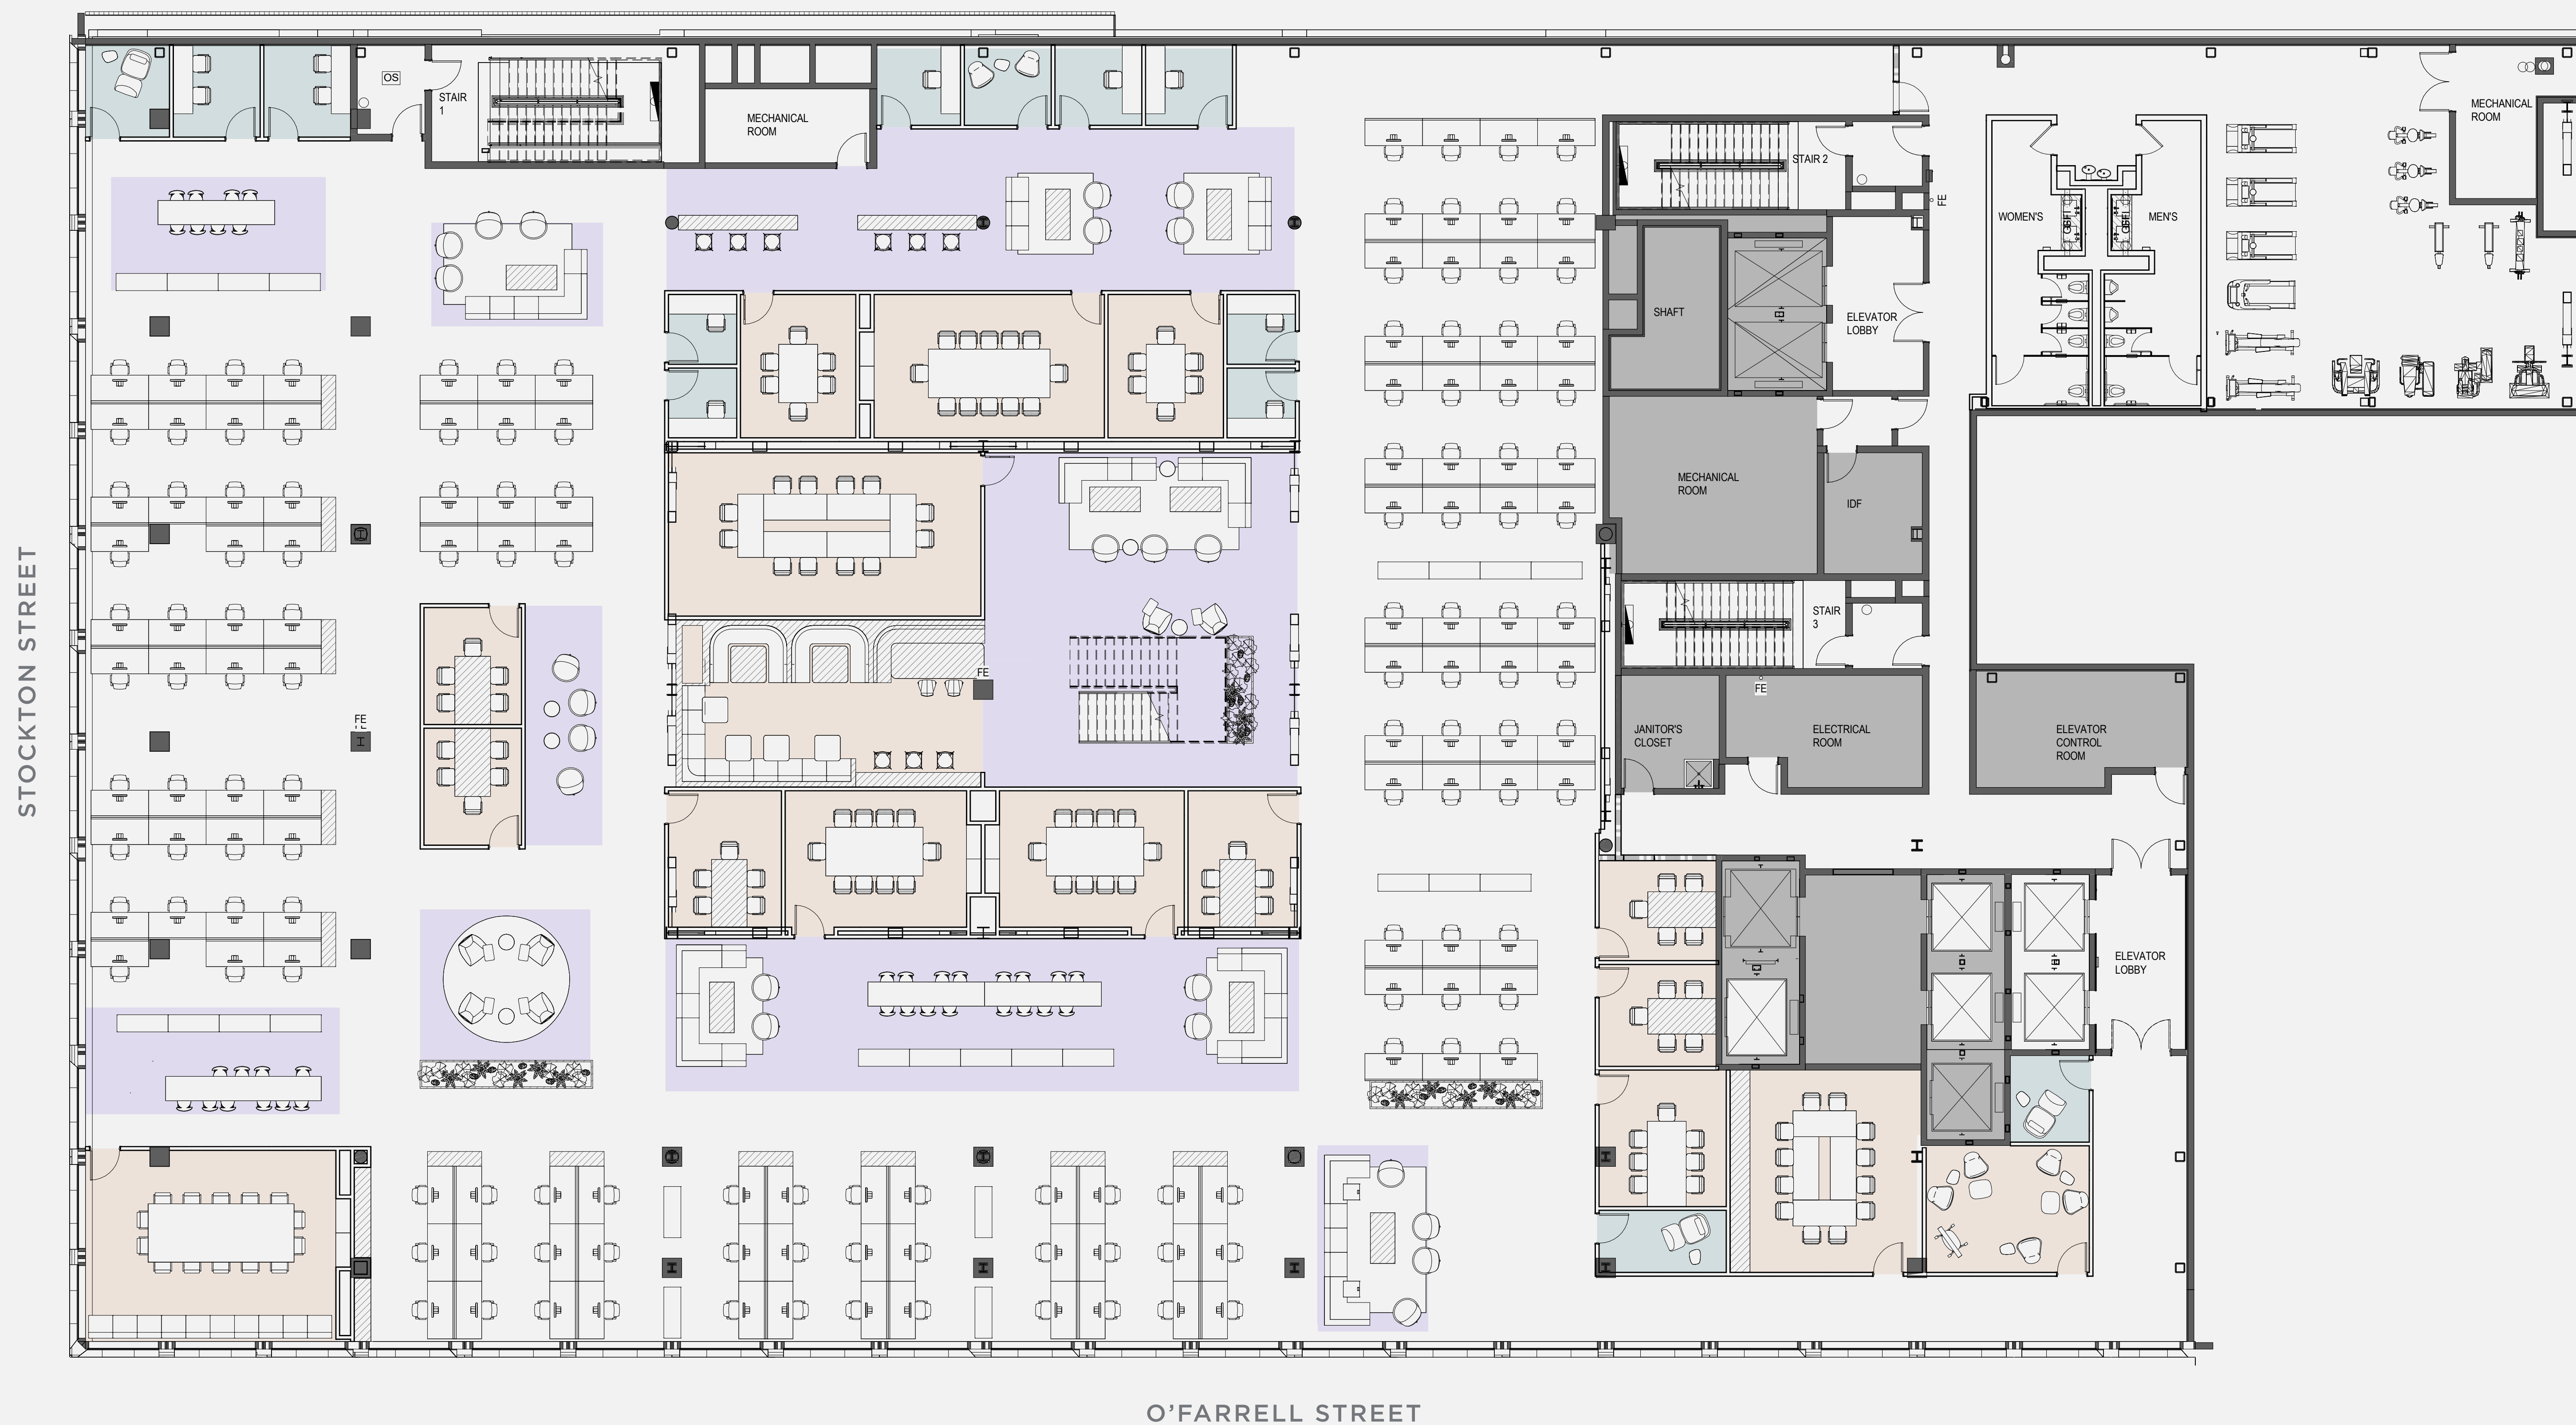 OS
STAIR
1
MECHANICAL
ROOM
STAIR 2
FE
WOMEN'S
MEN'S
MECHANICAL
ROOM
SHAFT
ELEVATOR
LOBBY
MECHANICAL
ROOM
IDF
STOCKTON STREET
STAIR
3
FE
FE
FE
JANITOR'S
CLOSET
ELECTRICAL
ROOM
ELEVATOR
CONTROL
ROOM
ELEVATOR
LOBBY
O'FARRELL STREET